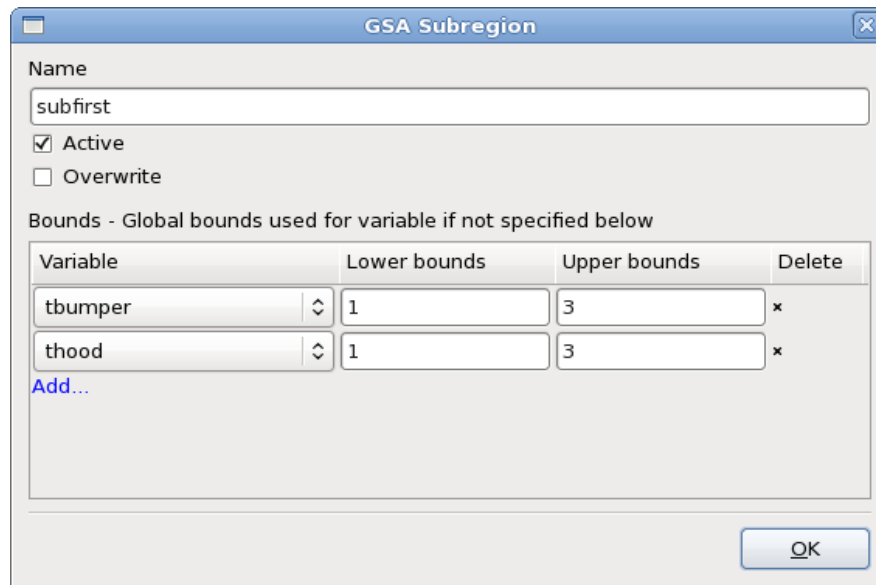 GSA Subregion
Name
subfirst
Active
Overwrite
Bounds - Global bounds used for variable if not specified below
Variable Lower bounds Upper bounds Delete
tbumper 1 3 ×
thood 1 3 ×
Add...
OK